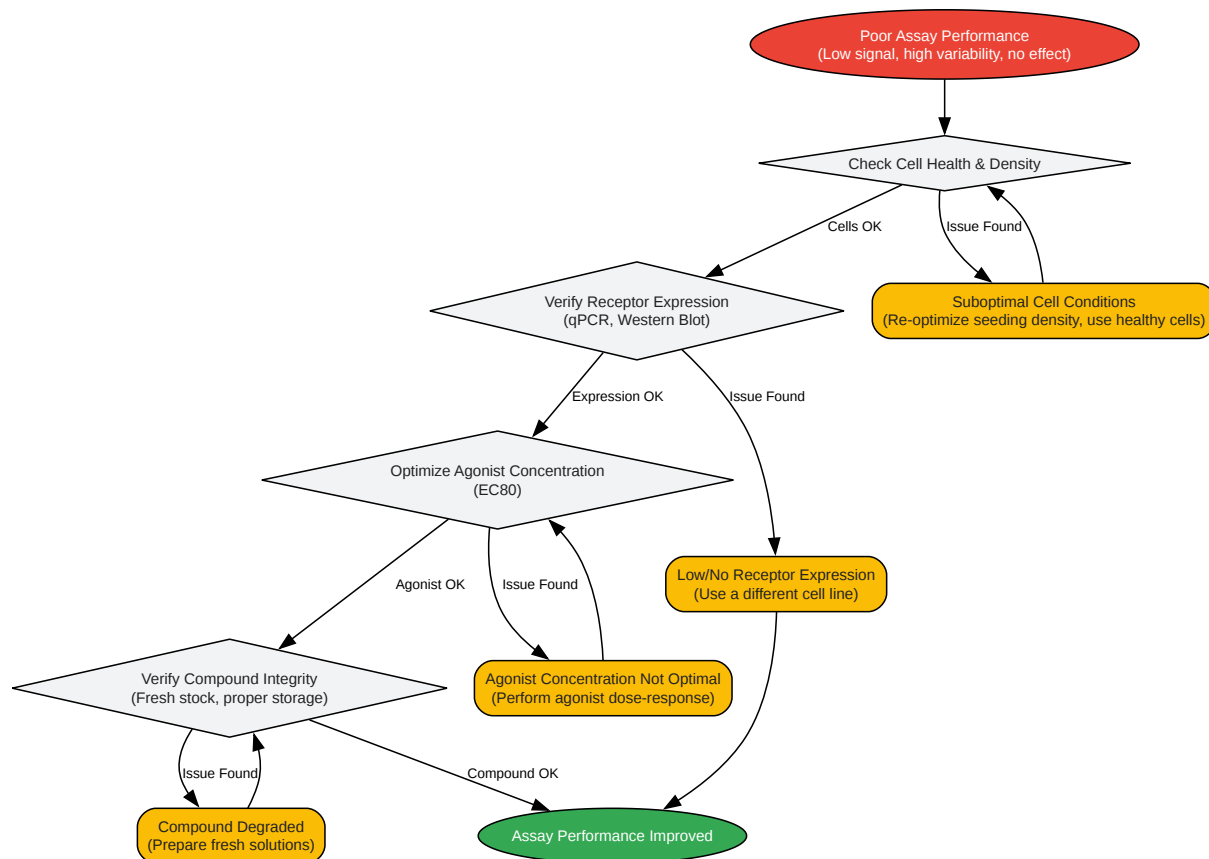 Poor Assay Performance
(Low signal, high variability, no effect)
Check Cell Health & Density
Cells OK
Issue Found
Verify Receptor Expression
(qPCR, Western Blot)
Suboptimal Cell Conditions
(Re-optimize seeding density, use healthy cells)
Expression OK
Issue Found
Optimize Agonist Concentration
(EC80)
Agonist OK
Issue Found
Low/No Receptor Expression
(Use a different cell line)
Verify Compound Integrity
(Fresh stock, proper storage)
Agonist Concentration Not Optimal
(Perform agonist dose-response)
Issue Found
Compound OK
Compound Degraded
(Prepare fresh solutions)
Assay Performance Improved